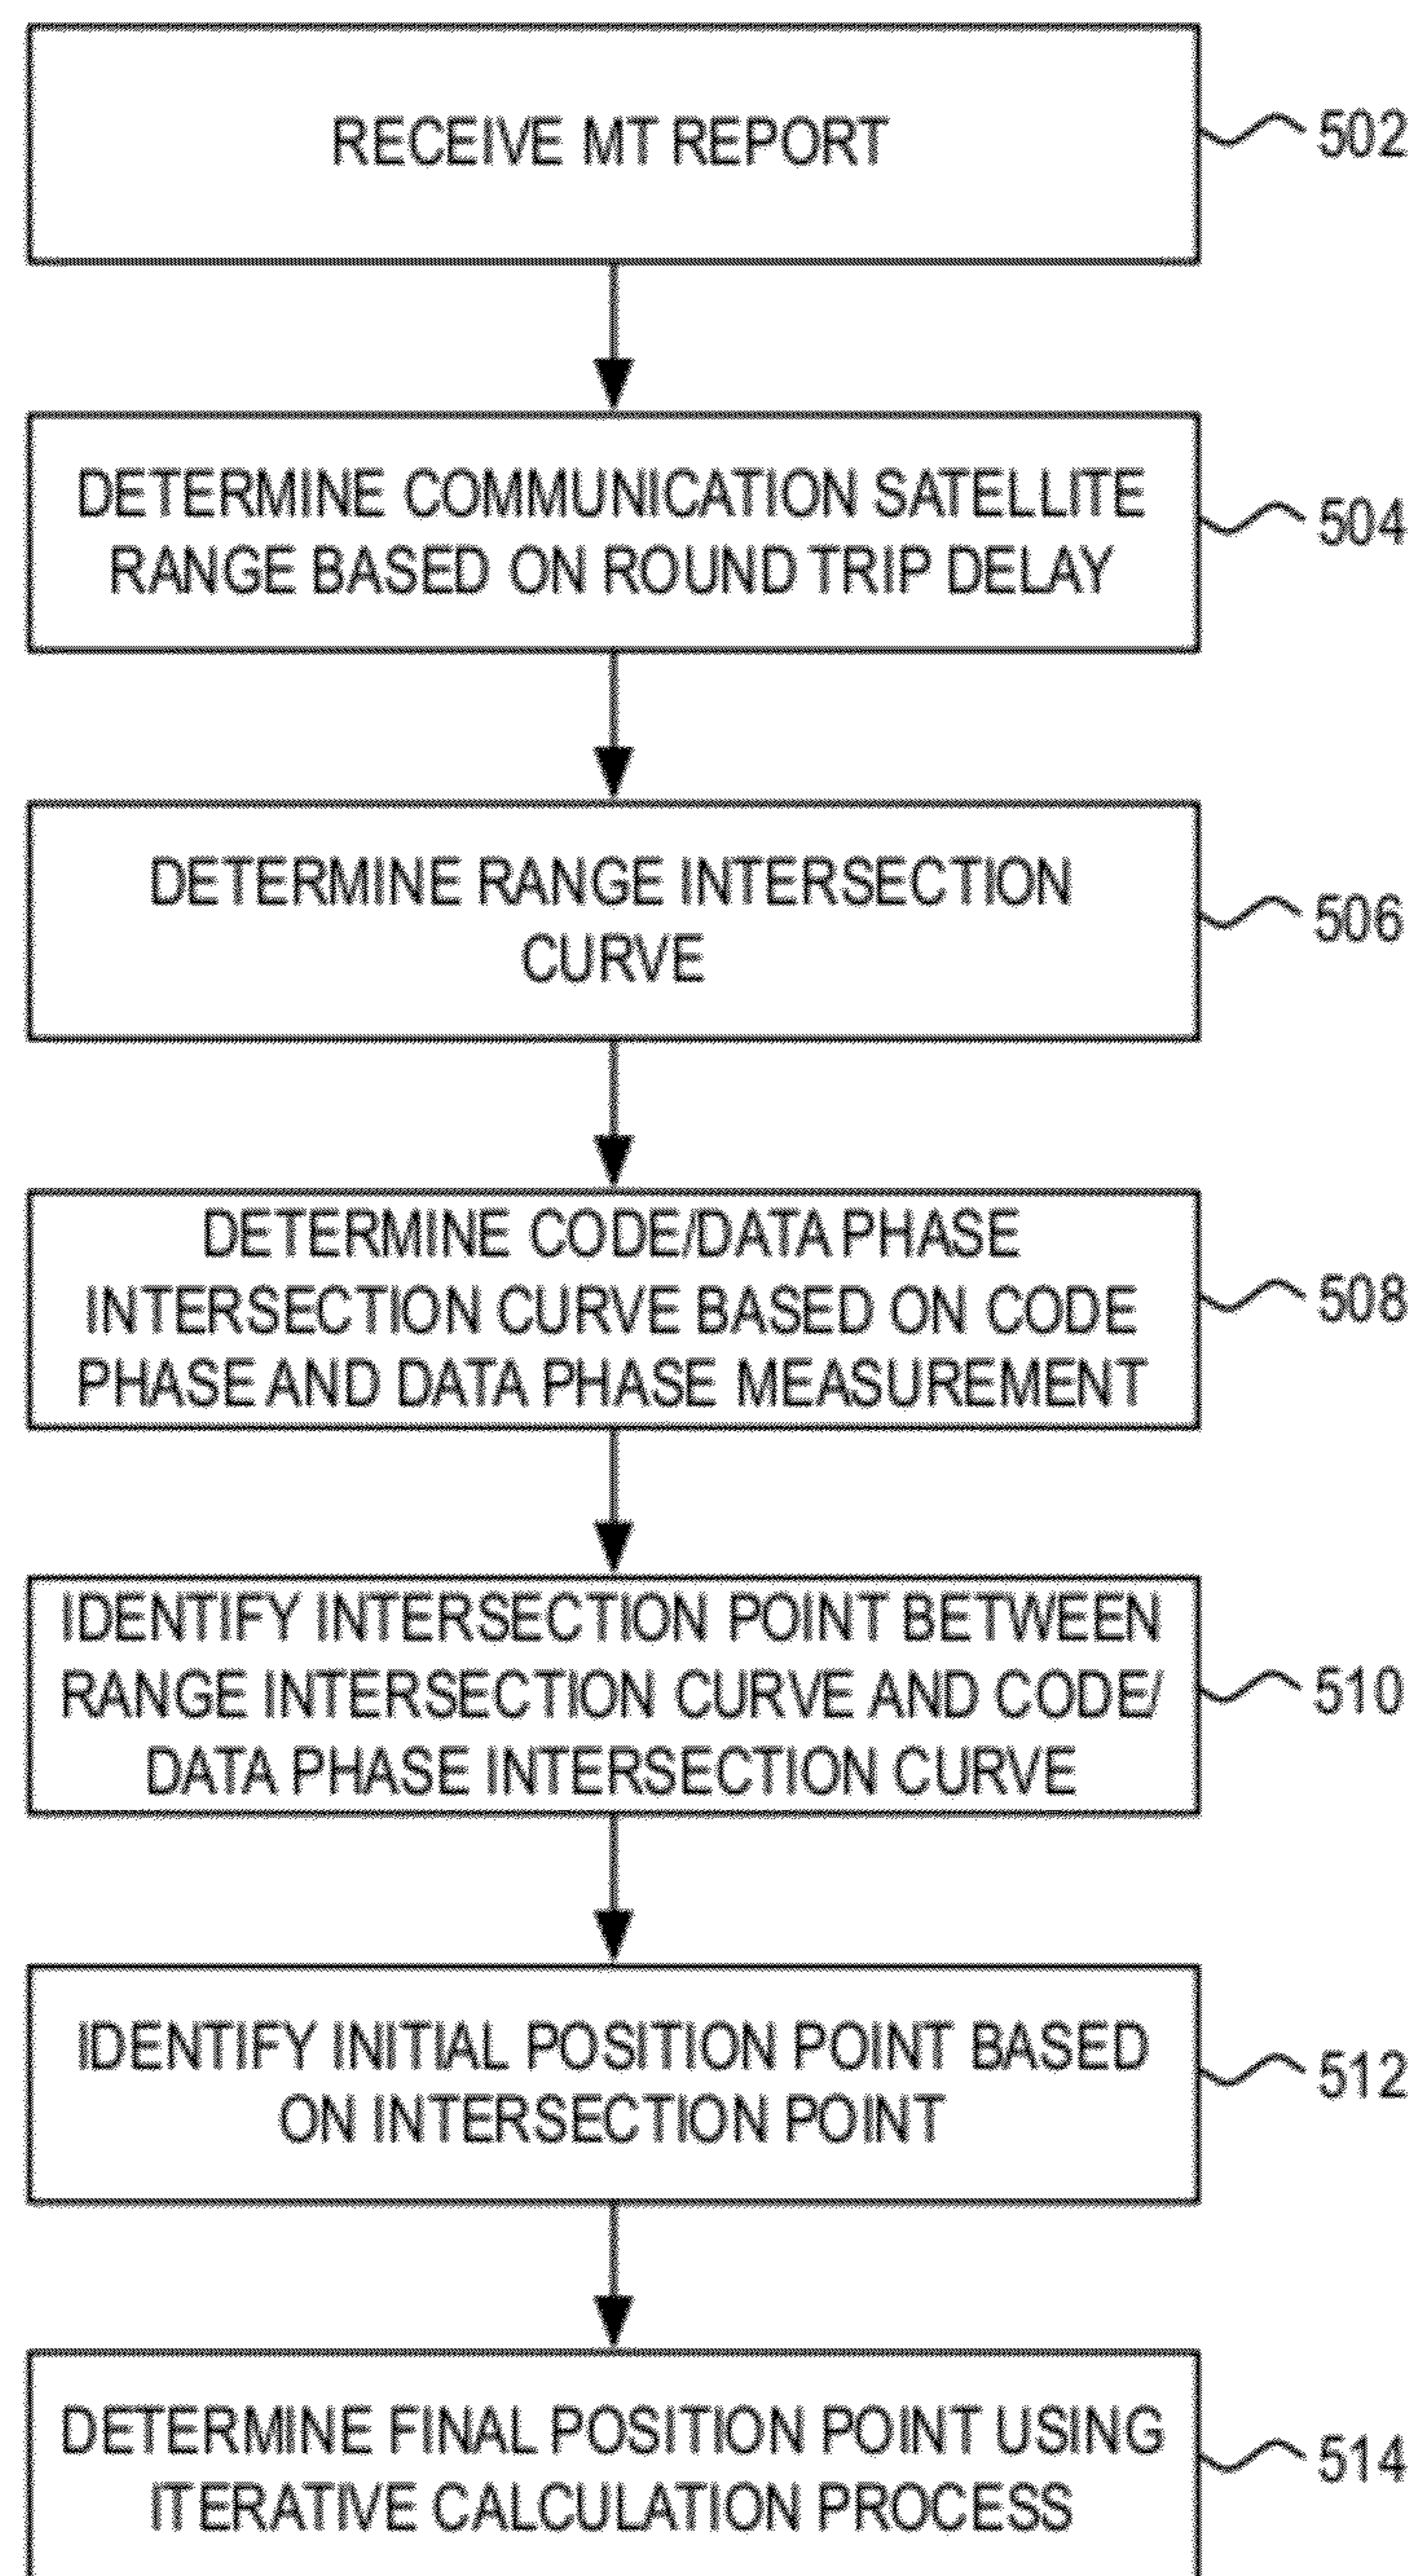 RECEIVE MT REPORT
502
DETERMINE COMMUNICATION SATELLITE
RANGE BASED ON ROUND TRIP DELAY
504
DETERMINE RANGE INTERSECTION
CURVE
506
DETERMINE CODE/DATA PHASE
INTERSECTION CURVE BASED ON CODE
PHASE AND DATA PHASE MEASUREMENT
508
IDENTIFY INTERSECTION POINT BETWEEN
RANGE INTERSECTION CURVE AND CODE/
DATA PHASE INTERSECTION CURVE
510
IDENTIFY INITIAL POSITION POINT BASED
ON INTERSECTION POINT
512
DETERMINE FINAL POSITION POINT USING
ITERATIVE CALCULATION PROCESS
514